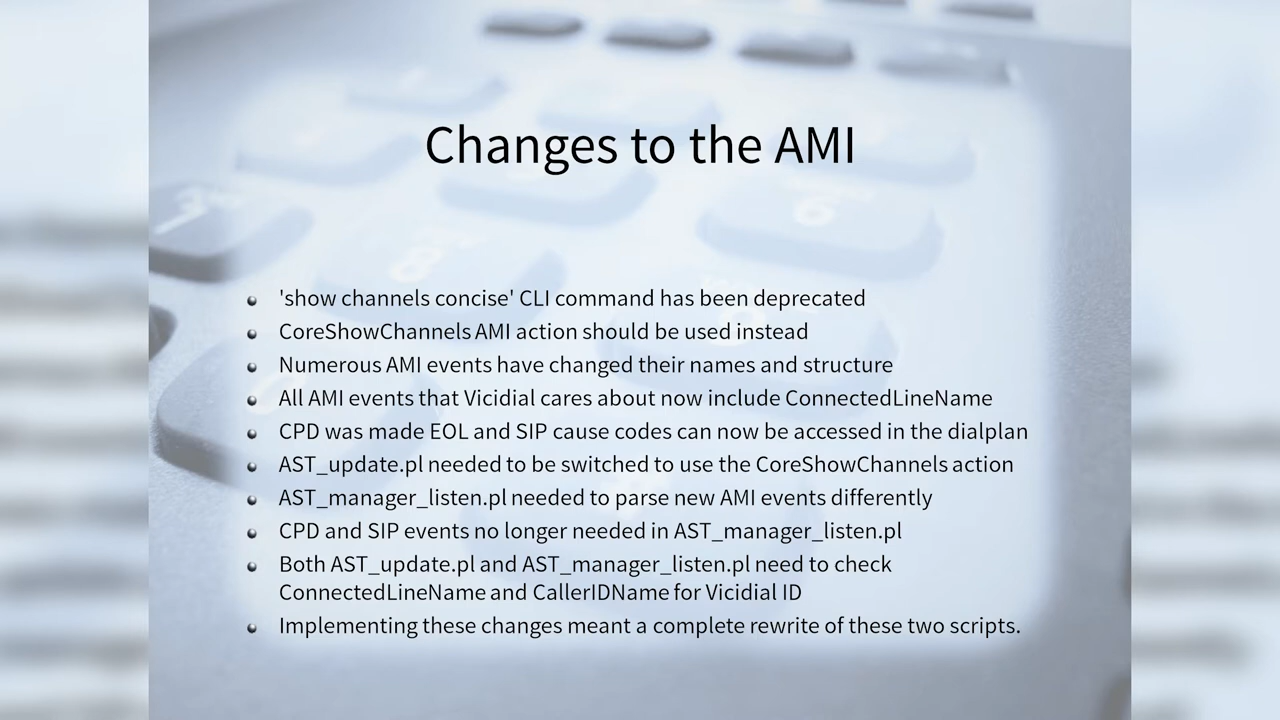 Changes to the AMI
'show channels concise' CLI command has been deprecated
CoreShowChannels AMI action should be used instead
Numerous AMI events have changed their names and structure
All AMI events that Vicidial cares about now include ConnectedLineName
CPD was made EOL and SIP cause codes can now be accessed in the dialplan
AST_update.pl needed to be switched to use the CoreShowChannels action
AST_manager_listen.pl needed to parse new AMI events differently
CPD and SIP events no longer needed in AST_manager_listen.pl
Both AST_update.pl and AST_manager_listen.pl need to check
ConnectedLineName and CallerIDName for Vicidial ID
Implementing these changes meant a complete rewrite of these two scripts.